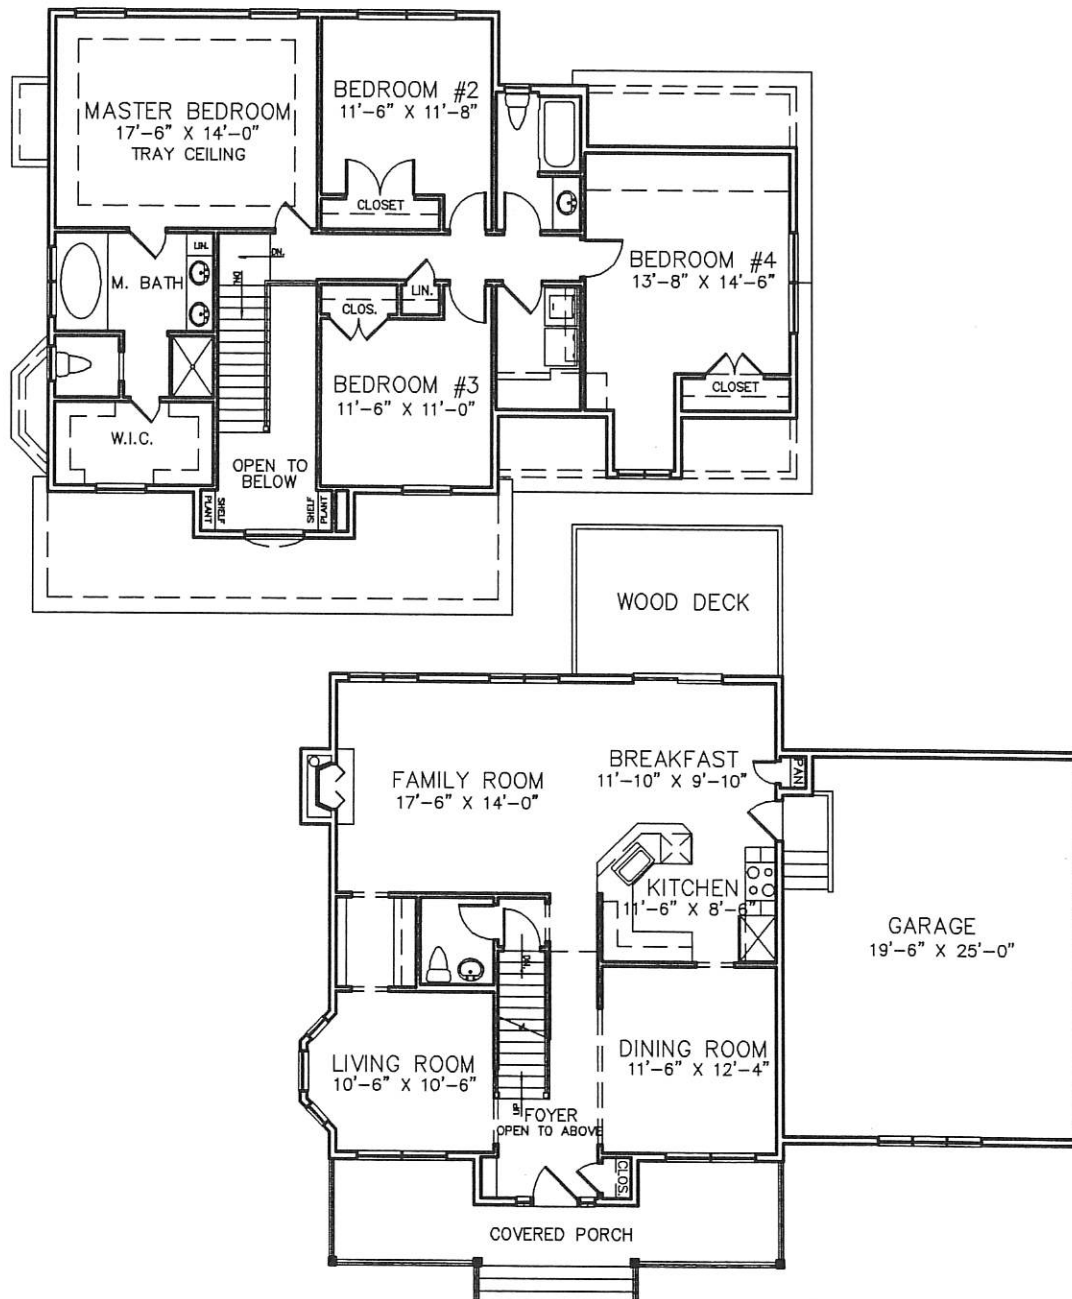 MASTER BEDROOM
17'-6" X 14'-0"
TRAY CEILING
BEDROOM #2
11'-6" X 11'-8"
CLOSET
LIN.
M. BATH
DN.
DN.
BEDROOM #4
13'-8" X 14'-6"
CLOS.
LIN.
BEDROOM #3
11'-6" X 11'-0"
CLOSET
W.I.C.
OPEN TO
BELOW
PLANT
SHELF
SHELF
PLANT
WOOD DECK
FAMILY ROOM
17'-6" X 14'-0"
BREAKFAST
11'-10" X 9'-10"
PAN.
KITCHEN
11'-6" X 8'-6"
GARAGE
19'-6" X 25'-0"
DN.
LIVING ROOM
10'-6" X 10'-6"
DINING ROOM
11'-6" X 12'-4"
UP
FOYER
OPEN TO ABOVE
CLOS.
COVERED PORCH